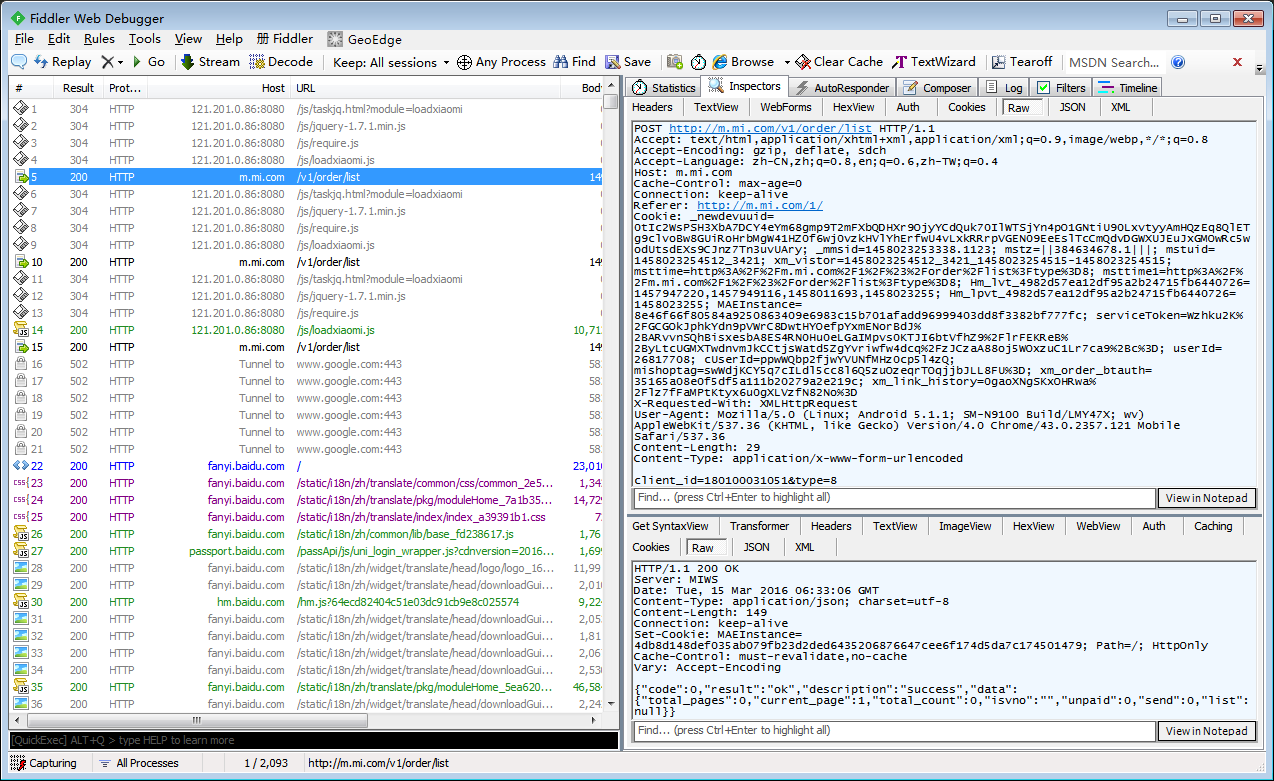 Fiddler Web Debugger
File Edit Rules Tools View Help 册 Fiddler GeoEdge
Replay Go Stream Decode Keep: All sessions Any Process Find Save Browse Clear Cache TextWizard Tearoff MSDN Search...
# Result Prot... Host URL Body
1 304 HTTP 121.201.0.86:8080 /js/taskjq.html?module=loadxiaomi
2 304 HTTP 121.201.0.86:8080 /js/jquery-1.7.1.min.js
3 304 HTTP 121.201.0.86:8080 /js/require.js
4 304 HTTP 121.201.0.86:8080 /js/loadxiaomi.js
5 200 HTTP m.mi.com /v1/order/list 149
6 304 HTTP 121.201.0.86:8080 /js/taskjq.html?module=loadxiaomi
7 304 HTTP 121.201.0.86:8080 /js/jquery-1.7.1.min.js
8 304 HTTP 121.201.0.86:8080 /js/require.js
9 304 HTTP 121.201.0.86:8080 /js/loadxiaomi.js
10 200 HTTP m.mi.com /v1/order/list 149
11 304 HTTP 121.201.0.86:8080 /js/taskjq.html?module=loadxiaomi
12 304 HTTP 121.201.0.86:8080 /js/jquery-1.7.1.min.js
13 304 HTTP 121.201.0.86:8080 /js/require.js
14 200 HTTP 121.201.0.86:8080 /js/loadxiaomi.js 10,71
15 200 HTTP m.mi.com /v1/order/list 149
16 502 HTTP Tunnel to www.google.com:443 58
17 502 HTTP Tunnel to www.google.com:443 58
18 502 HTTP Tunnel to www.google.com:443 58
19 502 HTTP Tunnel to www.google.com:443 58
20 502 HTTP Tunnel to www.google.com:443 58
21 502 HTTP Tunnel to www.google.com:443 58
22 200 HTTP fanyi.baidu.com / 23,010
23 200 HTTP fanyi.baidu.com /static/i18n/zh/translate/common/css/common_2e5... 1,34
24 200 HTTP fanyi.baidu.com /static/i18n/zh/translate/pkg/moduleHome_7a1b35... 14,729
25 200 HTTP fanyi.baidu.com /static/i18n/zh/translate/index/index_a39391b1.css 7
26 200 HTTP fanyi.baidu.com /static/i18n/zh/common/lib/base_fd238617.js 1,76
27 200 HTTP passport.baidu.com /passApi/js/uni_login_wrapper.js?cdnversion=2016... 1,699
28 200 HTTP fanyi.baidu.com /static/i18n/zh/widget/translate/head/logo/logo_16... 11,99
29 200 HTTP fanyi.baidu.com /static/i18n/zh/widget/translate/head/downloadGui... 2,010
30 200 HTTP hm.baidu.com /hm.js?64ecd82404c51e03dc91cb9e8c025574 9,22
31 200 HTTP fanyi.baidu.com /static/i18n/zh/widget/translate/head/downloadGui... 2,05
32 200 HTTP fanyi.baidu.com /static/i18n/zh/widget/translate/head/downloadGui... 1,81
33 200 HTTP fanyi.baidu.com /static/i18n/zh/widget/translate/head/downloadGui... 2,06
34 200 HTTP fanyi.baidu.com /static/i18n/zh/widget/translate/head/downloadGui... 2,530
35 200 HTTP fanyi.baidu.com /static/i18n/zh/translate/pkg/moduleHome_5ea620... 46,58
36 200 HTTP fanyi.baidu.com /static/i18n/zh/widget/translate/head/downloadGui... 2,24
[QuickExec] ALT+Q > type HELP to learn more
Statistics Inspectors AutoResponder Composer Log Filters Timeline
Headers TextView WebForms HexView Auth Cookies Raw JSON XML
POST http://m.mi.com/v1/order/list HTTP/1.1
Accept: text/html,application/xhtml+xml,application/xml;q=0.9,image/webp,*/*;q=0.8
Accept-Encoding: gzip, deflate, sdch
Accept-Language: zh-CN,zh;q=0.8,en;q=0.6,zh-TW;q=0.4
Host: m.mi.com
Cache-Control: max-age=0
Connection: keep-alive
Referer: http://m.mi.com/1/
Cookie: _newdevuuid=
_mmsid=1458023253338.1123; mstz=||384634678.1||||; mstuid=
1458023254512_3421; xm_vistor=1458023254512_3421_1458023254515-1458023254515;
msttime=http%3A%2F%2Fm.mi.com%2F1%2F%23%2Forder%2Flist%3Ftype%3D8; msttime1=http%3A%2F%
2Fm.mi.com%2F1%2F%23%2Forder%2Flist%3Ftype%3D8; Hm_lvt_4982d57ea12df95a2b24715fb6440726=
1457947220,1457949116,1458011693,1458023255; Hm_lpvt_4982d57ea12df95a2b24715fb6440726=
1458023255; MAEInstance=
8e46f66f80584a9250863409e6983c15b701afadd96999403dd8f3382bf777fc; serviceToken=
userId=
26817708; cUserId=
mishoptag= xm_order_btauth=
35165a08e0f5df5a111b20279a2e219c; xm_link_history=
X-Requested-With: XMLHttpRequest
User-Agent: Mozilla/5.0 (Linux; Android 5.1.1; SM-N9100 Build/LMY47X; wv)
AppleWebKit/537.36 (KHTML, like Gecko) Version/4.0 Chrome/43.0.2357.121 Mobile
Safari/537.36
Content-Length: 29
Content-Type: application/x-www-form-urlencoded
client_id=180100031051&type=8
Find... (press Ctrl+Enter to highlight all) View in Notepad
Get SyntaxView Transformer Headers TextView ImageView HexView WebView Auth Caching
Cookies Raw JSON XML
HTTP/1.1 200 OK
Server: MIWS
Date: Tue, 15 Mar 2016 06:33:06 GMT
Content-Type: application/json; charset=utf-8
Content-Length: 149
Connection: keep-alive
Set-Cookie: MAEInstance=
4db8d148def035ab079fb23d2ded6435206876647cee6f174d5da7c174501479; Path=/; HttpOnly
Cache-Control: must-revalidate,no-cache
Vary: Accept-Encoding
{"code":0,"result":"ok","description":"success","data":
{"total_pages":0,"current_page":1,"total_count":0,"isvno":"","unpaid":0,"send":0,"list":
null}}
Find... (press Ctrl+Enter to highlight all) View in Notepad
Capturing All Processes 1 / 2,093 http://m.mi.com/v1/order/list